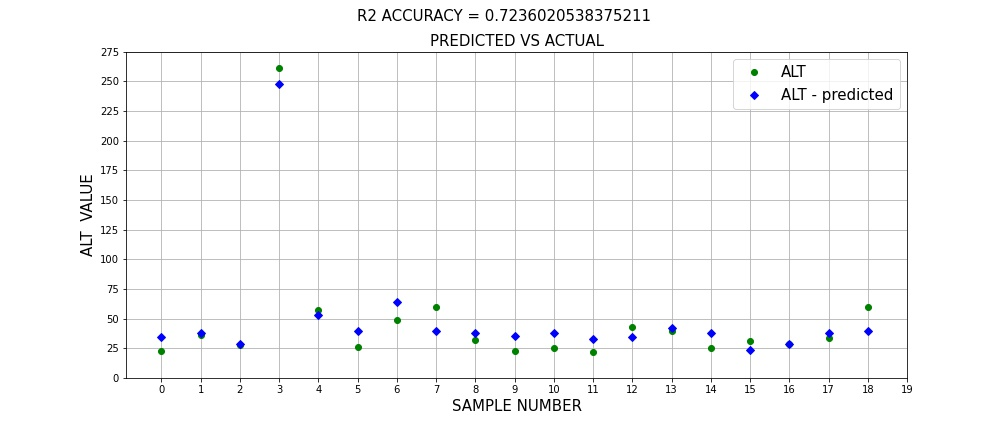 R2 ACCURACY = 0.7236020538375211
PREDICTED VS ACTUAL
275
250
225
200
175
150
125
100
75
50
25
0
ALT VALUE
ALT
ALT - predicted
0 1 2 3 4 5 6 7 8 9 10 11 12 13 14 15 16 17 18 19
SAMPLE NUMBER